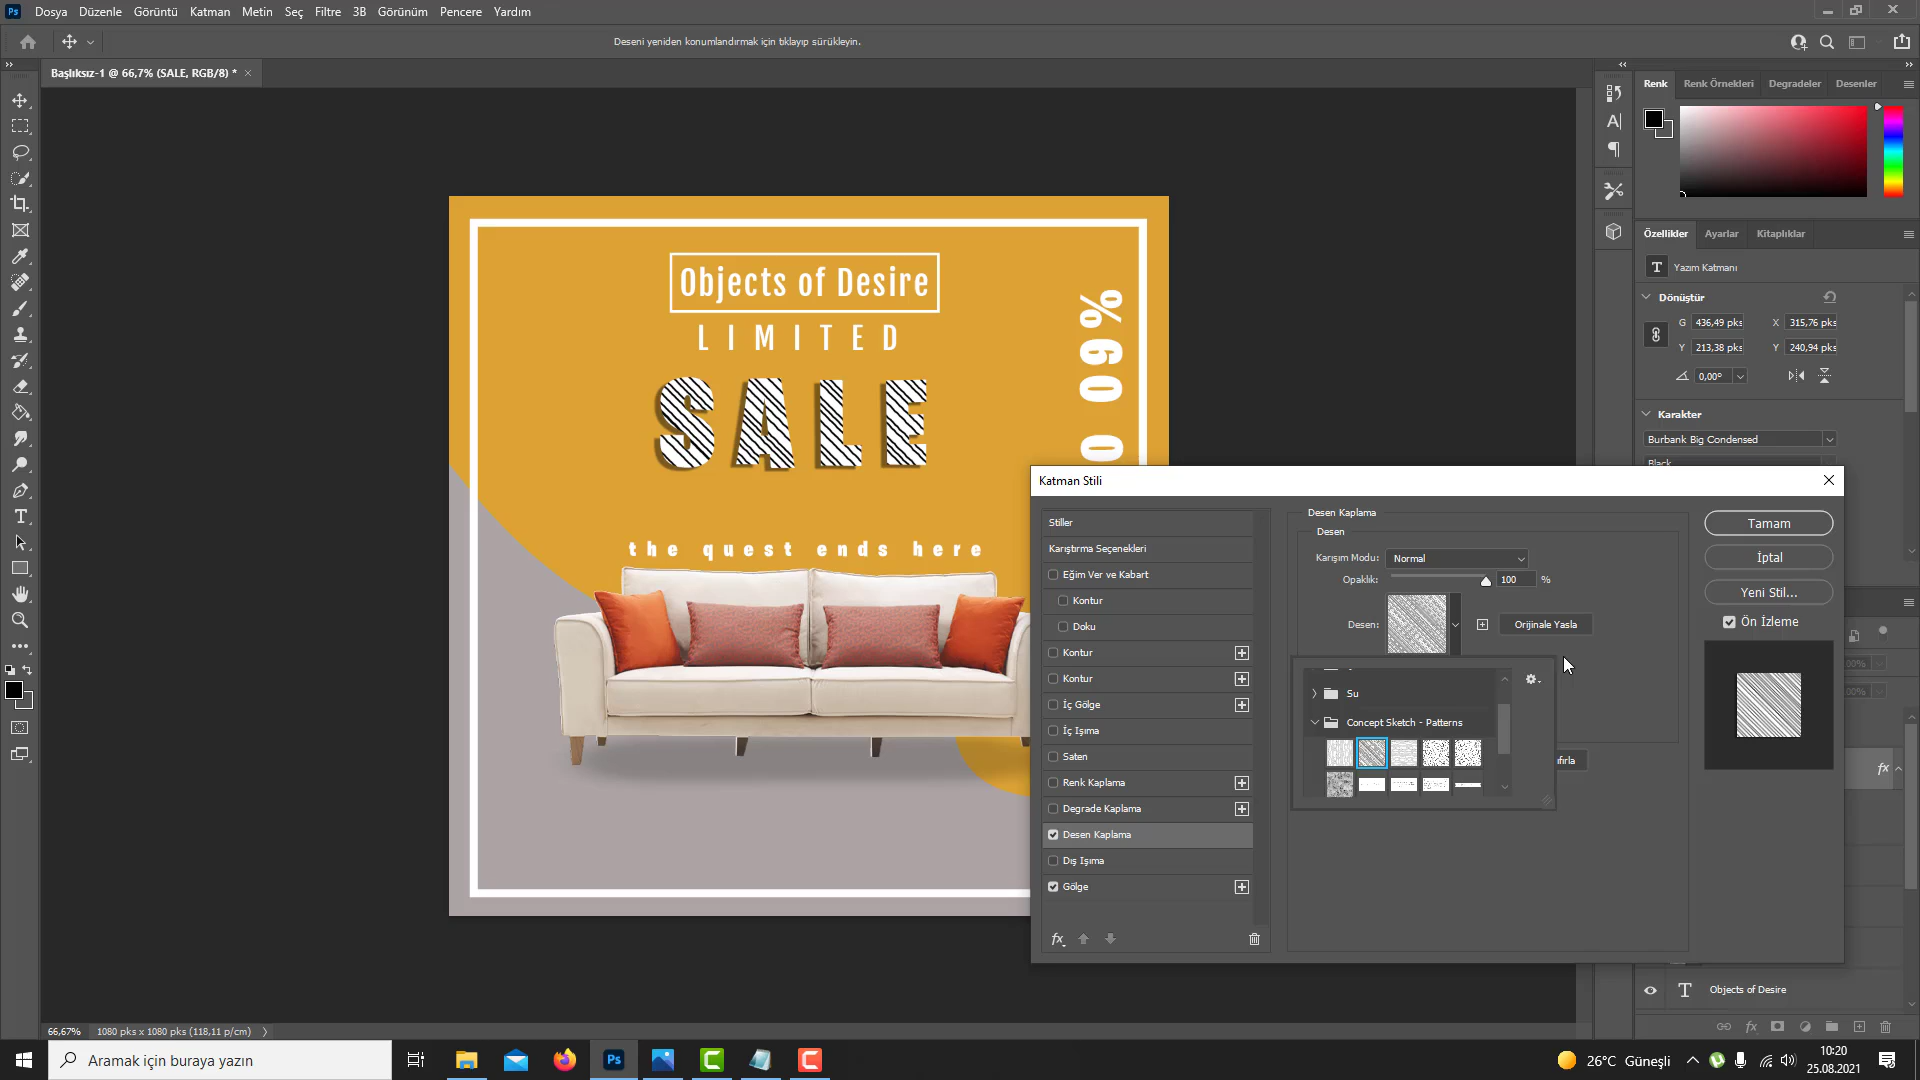 Ps Dosya Düzenle Görüntü Katman Metin Seç Filtre 3B Görünüm Pencere Yardım
Deseni yeniden konumlandırmak için tıklayıp sürükleyin.
Başlıksız-1 @ 66,7% (SALE, RGB/8) *
Renk Renk Örnekleri Degradeler Desenler
Özellikler Ayarlar Kitaplıklar
Yazım Katmanı
Dönüştür
G 436,49 pks X 315,76 pks
Y 213,38 pks Y 240,94 pks
0,00°
Karakter
Burbank Big Condensed
Black
Objects of Desire
LIMITED
SALE
the quest ends here
Katman Stili
Stiller
Karıştırma Seçenekleri
Eğim Ver ve Kabart
Kontur
Doku
Kontur
Kontur
İç Gölge
İç Işıma
Saten
Renk Kaplama
Degrade Kaplama
Desen Kaplama
Dış Işıma
Gölge
fx
Desen Kaplama
Desen
Karışım Modu: Normal
Opaklık: 100 %
Desen: Orijinale Yasla
Su
Concept Sketch - Patterns
Tamam
İptal
Yeni Stil...
Ön İzleme
fx
T Objects of Desire
66,67% 1080 pks x 1080 pks (118,11 p/cm)
Aramak için buraya yazın
Ps
26°C Güneşli
10:20
25.08.2021